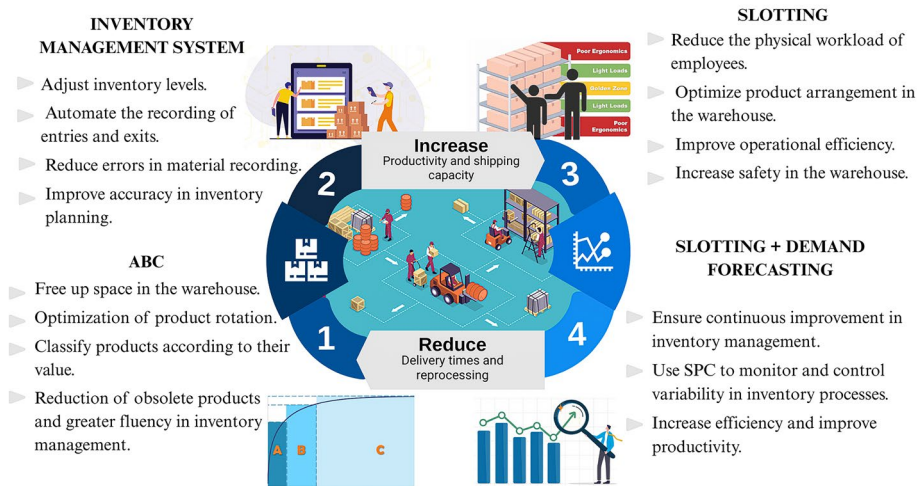 INVENTORY
MANAGEMENT SYSTEM
Adjust inventory levels.
Automate the recording of
entries and exits.
Reduce errors in material recording.
Improve accuracy in inventory
planning.
ABC
Free up space in the warehouse.
Optimization of product rotation.
Classify products according to their
value.
Reduction of obsolete products
and greater fluency in inventory
management.
A
B
C
Increase
Productivity and shipping
capacity
2
3
1
4
Reduce
Delivery times and
reprocessing
Poor Ergonomics
Light Loads
Golden Zone
Light Loads
Poor
Ergonomics
SLOTTING
Reduce the physical workload of
employees.
Optimize product arrangement in
the warehouse.
Improve operational efficiency.
Increase safety in the warehouse.
SLOTTING + DEMAND
FORECASTING
Ensure continuous improvement in
inventory management.
Use SPC to monitor and control
variability in inventory processes.
Increase efficiency and improve
productivity.